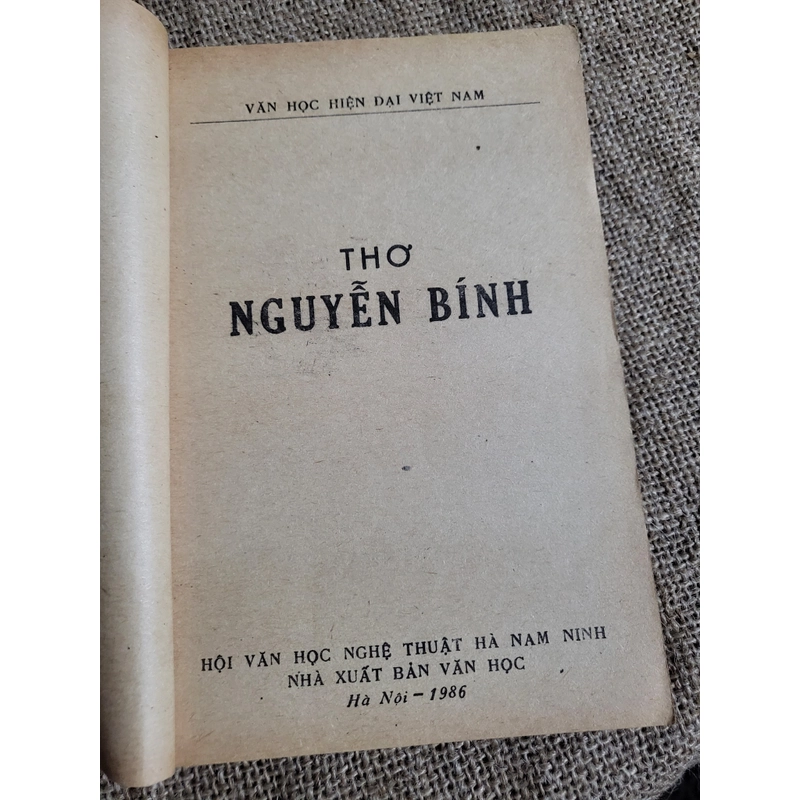 VĂN HỌC HIỆN ĐẠI VIỆT NAM
THƠ
NGUYỄN BÍNH
HỘI VĂN HỌC NGHỆ THUẬT HÀ NAM NINH
NHÀ XUẤT BẢN VĂN HỌC
Hà Nội – 1986